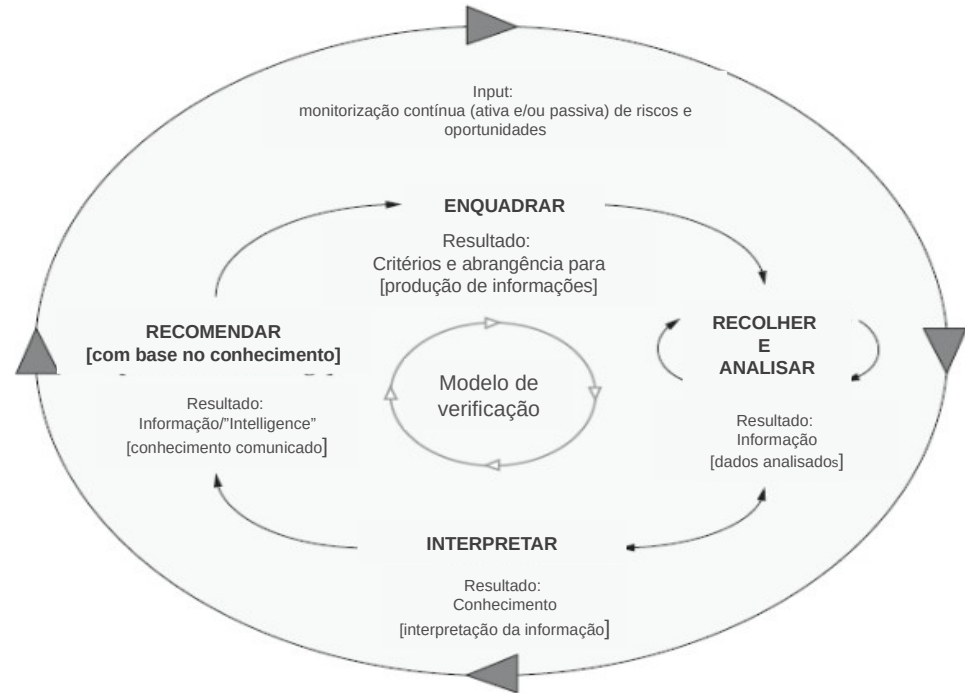 Input:
monitorização contínua (ativa e/ou passiva) de riscos e
oportunidades
ENQUADRAR
Resultado:
Critérios e abrangência para
[produção de informações]
RECOMENDAR
[com base no conhecimento]
Resultado:
Informação/"Intelligence"
[conhecimento comunicado]
Modelo de
verificação
RECOLHER
E
ANALISAR
Resultado:
Informação
[dados analisados]
INTERPRETAR
Resultado:
Conhecimento
[interpretação da informação]